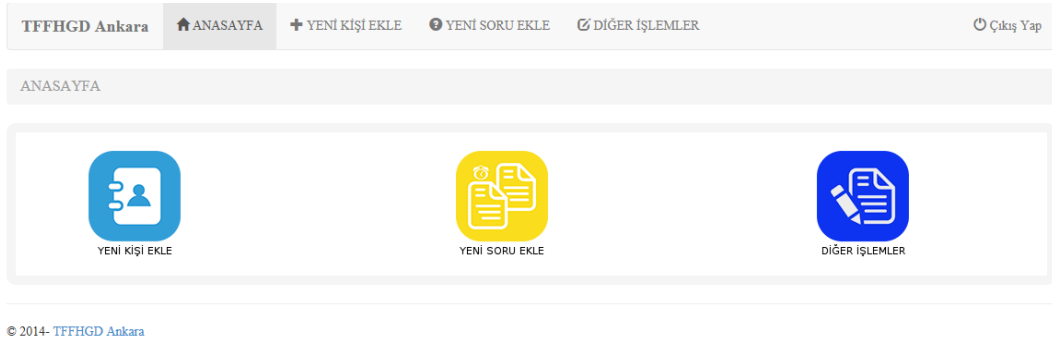 TFFHGD Ankara ANASAYFA YENİ KİŞİ EKLE YENİ SORU EKLE DİĞER İŞLEMLER Çıkış Yap
ANASAYFA
YENİ KİŞİ EKLE YENİ SORU EKLE DİĞER İŞLEMLER
© 2014- TFFHGD Ankara